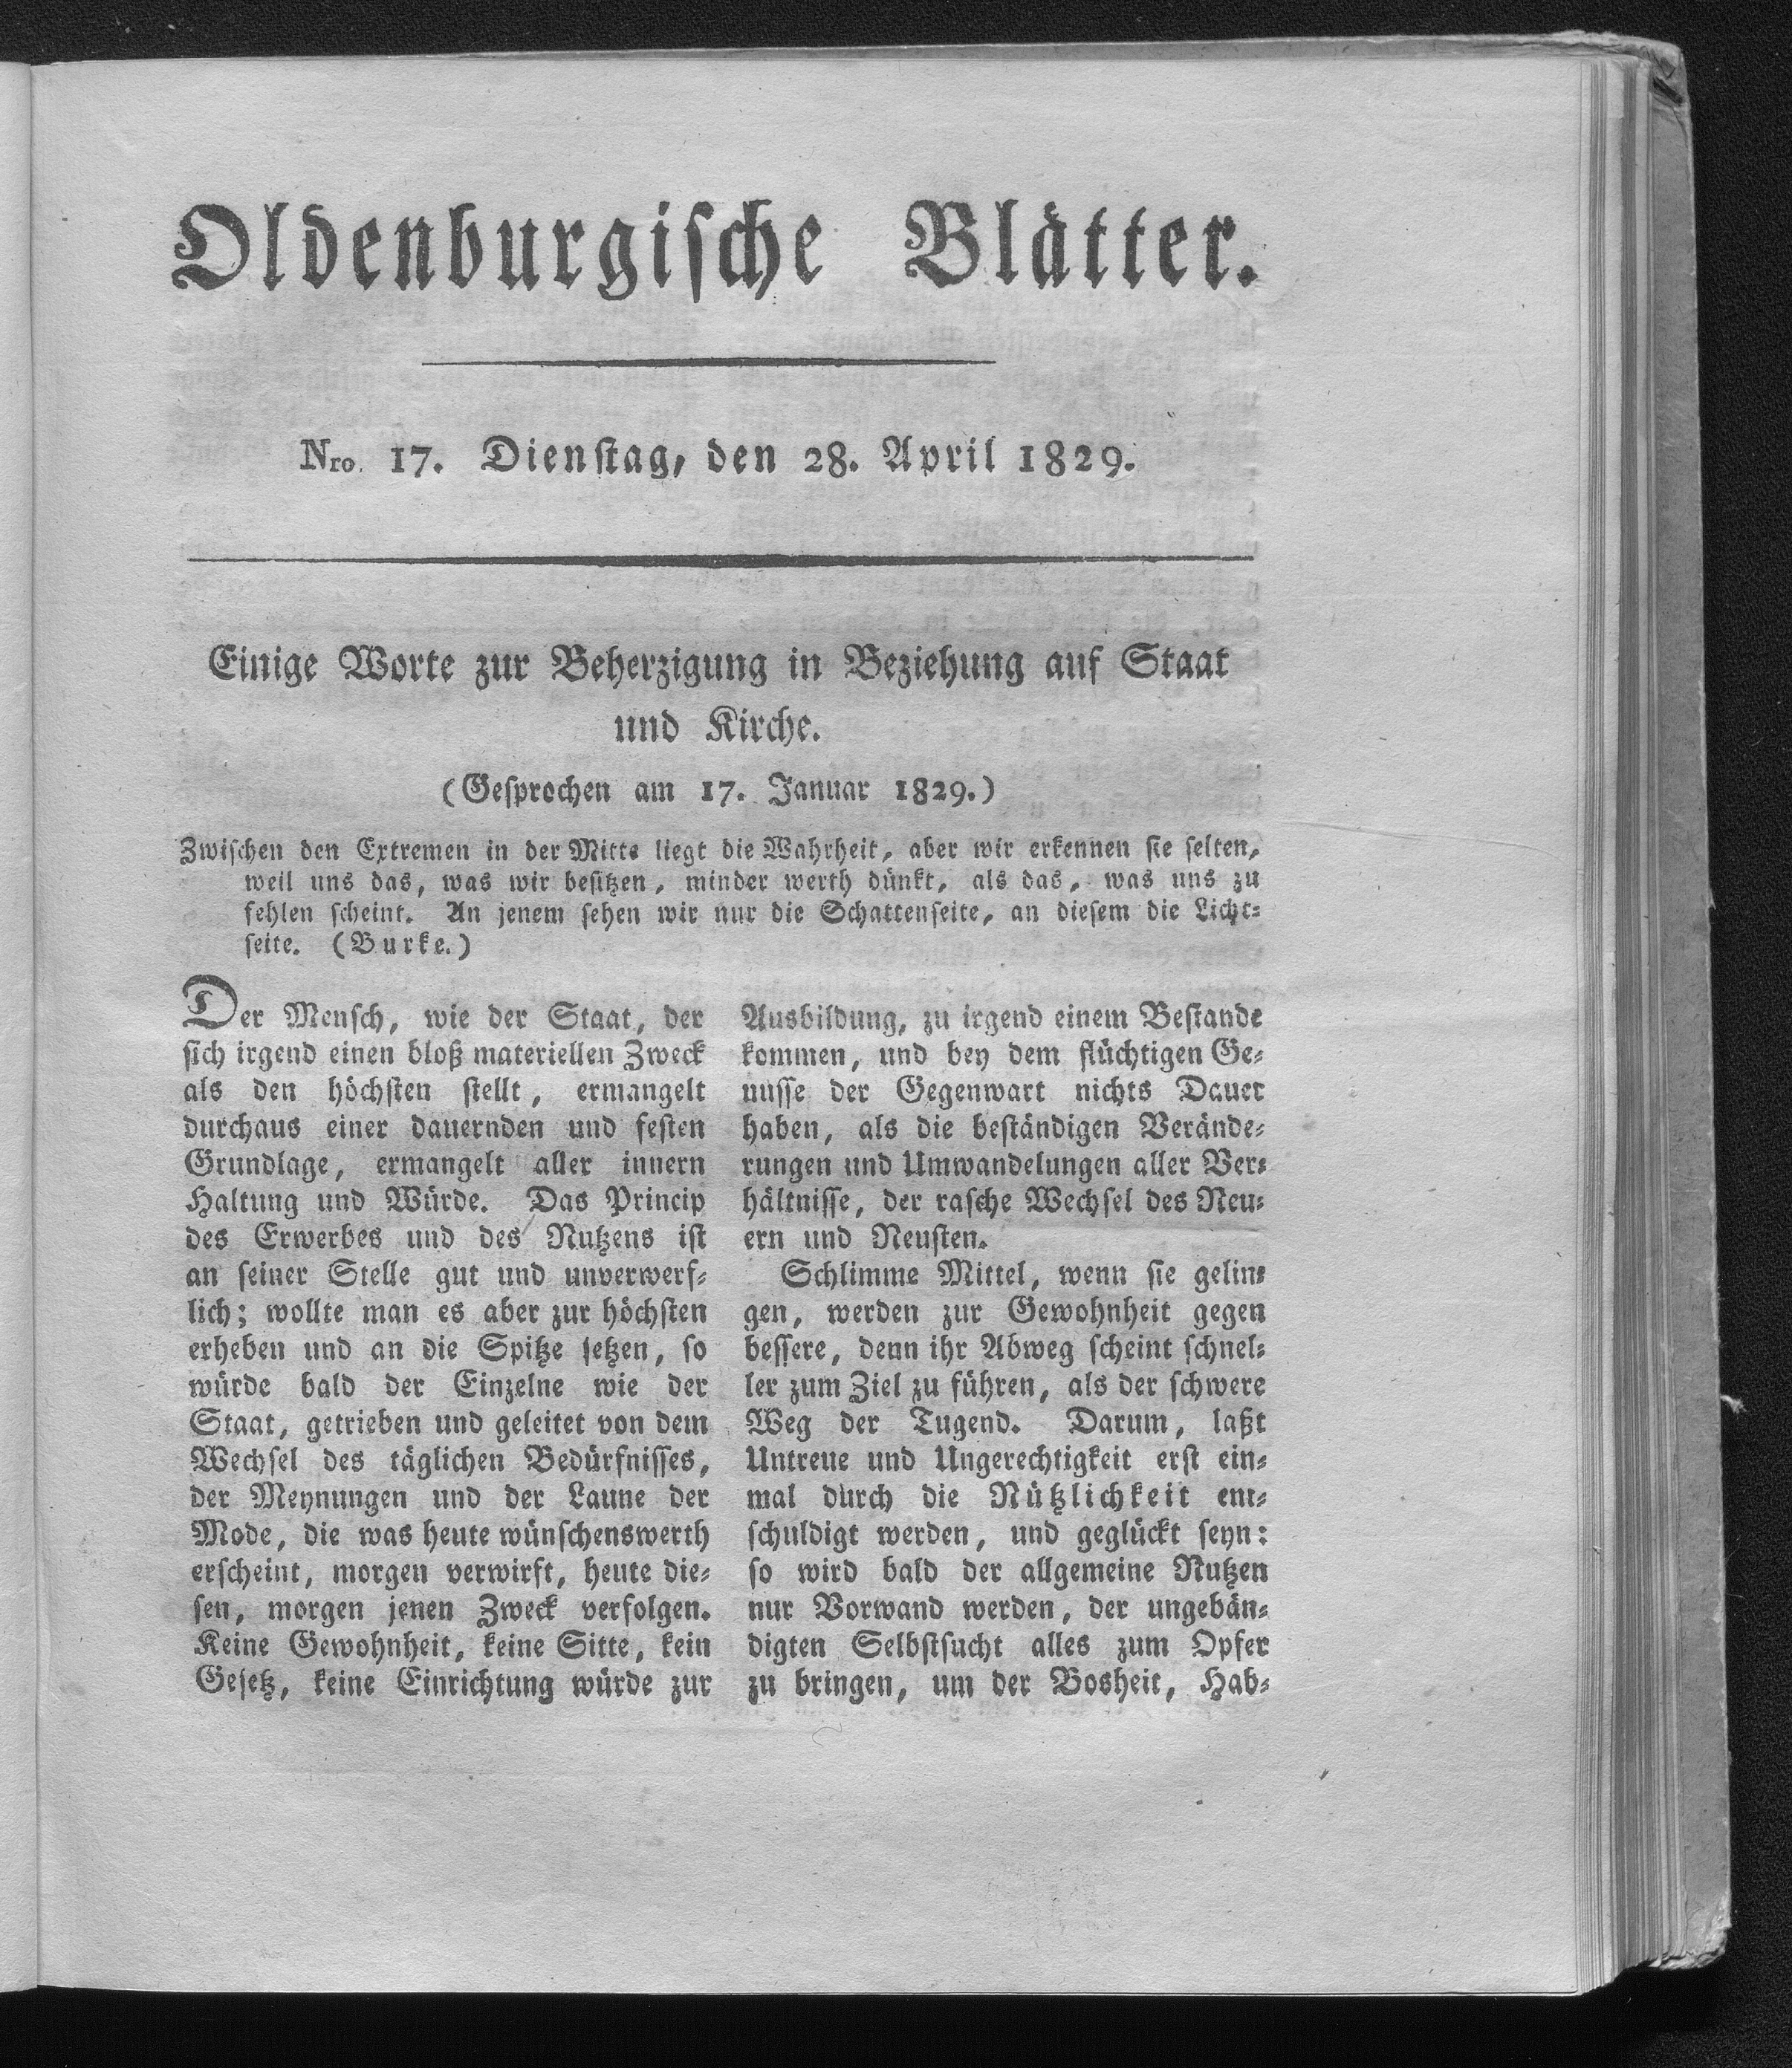 Oldenburgische Blätter.
Nro. 17. Dienstag, den 28. April 1829.
Einige Worte zur Beherzigung in Beziehung auf Staat
und Kirche.
(Gesprochen am 17. Januar 1829.)
Zwischen den Extremen in der Mitte liegt die Wahrheit, aber wir erkennen sie selten,
weil uns das, was wir besitzen, minder werth dünkt, als das, was uns zu
fehlen scheint. An jenem sehen wir nur die Schattenseite, an diesem die Licht-
seite. (Burke.)
Der Mensch, wie der Staat, der
sich irgend einen bloß materiellen Zweck
als den höchsten stellt, ermangelt
durchaus einer dauernden und festen
Grundlage, ermangelt aller innern
Haltung und Würde. Das Princip
des Erwerbes und des Nutzens ist
an seiner Stelle gut und unverwerf-
lich; wollte man es aber zur höchsten
erheben und an die Spitze setzen, so
würde bald der Einzelne wie der
Staat, getrieben und geleitet von dem
Wechsel des täglichen Bedürfnisses,
der Meynungen und der Laune der
Mode, die was heute wünschenswerth
erscheint, morgen verwirft, heute die-
sen, morgen jenen Zweck verfolgen.
Keine Gewohnheit, keine Sitte, kein
Gesetz, keine Einrichtung würde zur
Ausbildung, zu irgend einem Bestande
kommen, und bey dem flüchtigen Ge-
nusse der Gegenwart nichts Dauer
haben, als die beständigen Verände-
rungen und Umwandelungen aller Ver-
hältnisse, der rasche Wechsel des Neu-
ern und Neusten.
Schlimme Mittel, wenn sie gelin-
gen, werden zur Gewohnheit gegen
bessere, denn ihr Abweg scheint schnel-
ler zum Ziel zu führen, als der schwere
Weg der Tugend. Darum, laßt
Untreue und Ungerechtigkeit erst ein-
mal durch die Nützlichkeit ent-
schuldigt werden, und geglückt seyn:
so wird bald der allgemeine Nutzen
nur Vorwand werden, der ungebän-
digten Selbstsucht alles zum Opfer
zu bringen, um der Bosheit, Hab-